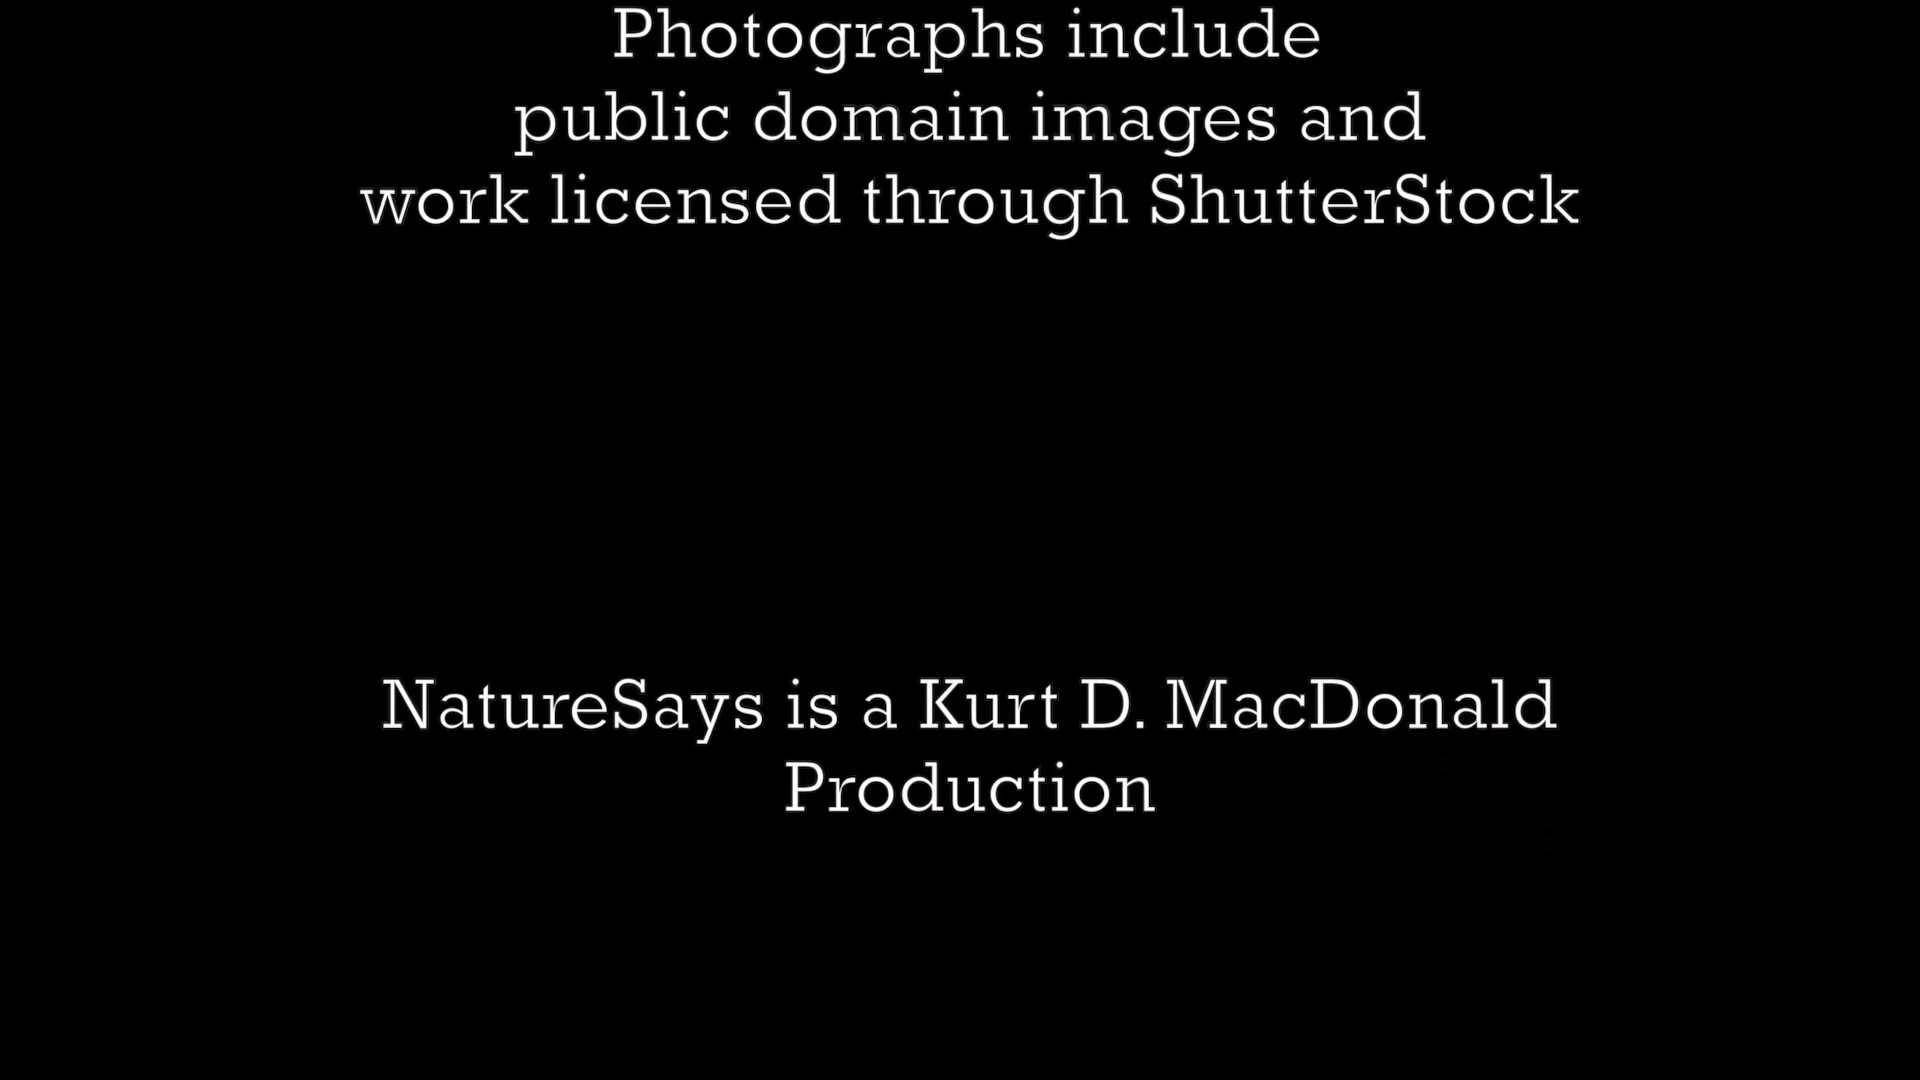 Photographs include
public domain images and
work licensed through ShutterStock
NatureSays is a Kurt D. MacDonald
Production